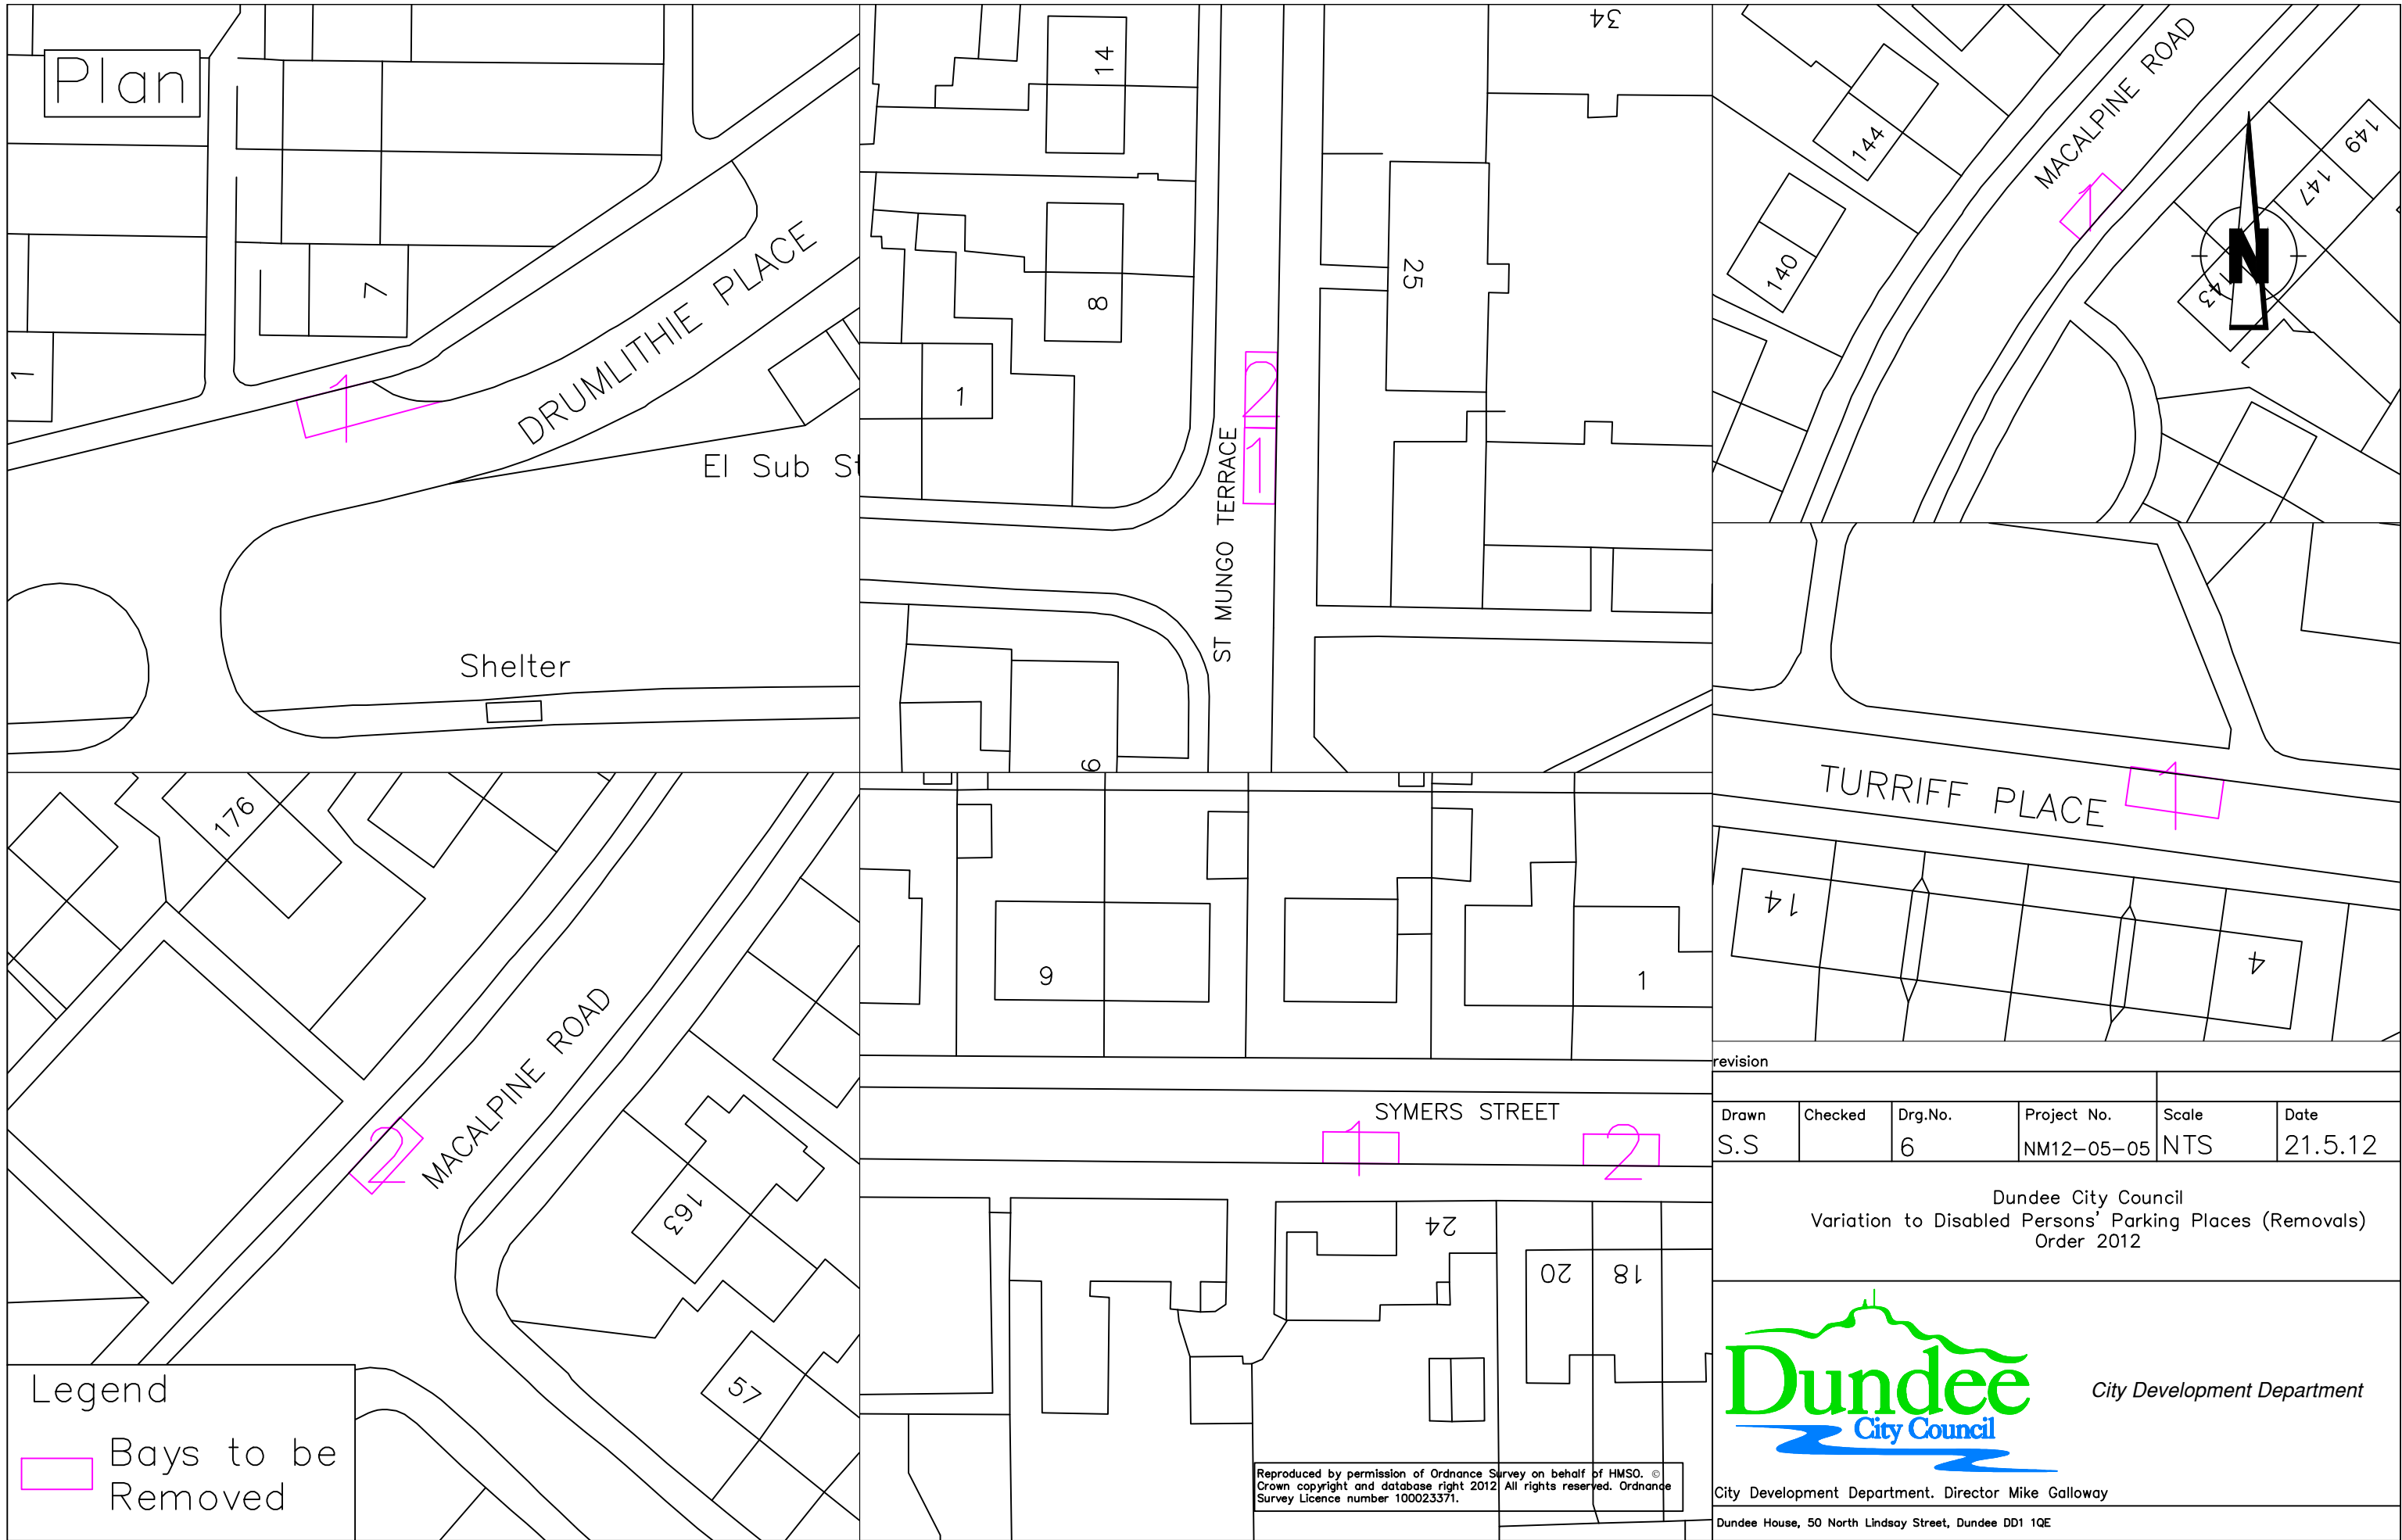 Plan
7
1
1
DRUMLITHIE PLACE
El Sub St
Shelter
14
8
1
2
1
ST MUNGO TERRACE
25
34
9
MACALPINE ROAD
144
140
1
149
147
143
N
TURRIFF PLACE
1
14
4
176
MACALPINE ROAD
2
163
57
9
1
SYMERS STREET
1
2
24
20
18
Legend
Bays to be
Removed
Reproduced by permission of Ordnance Survey on behalf of HMSO. ©
Crown copyright and database right 2012 All rights reserved. Ordnance
Survey Licence number 100023371.
revision
Drawn Checked Drg.No. Project No. Scale Date
S.S 6 NM12-05-05 NTS 21.5.12
Dundee City Council
Variation to Disabled Persons' Parking Places (Removals)
Order 2012
Dundee
City Council
City Development Department
City Development Department. Director Mike Galloway
Dundee House, 50 North Lindsay Street, Dundee DD1 1QE